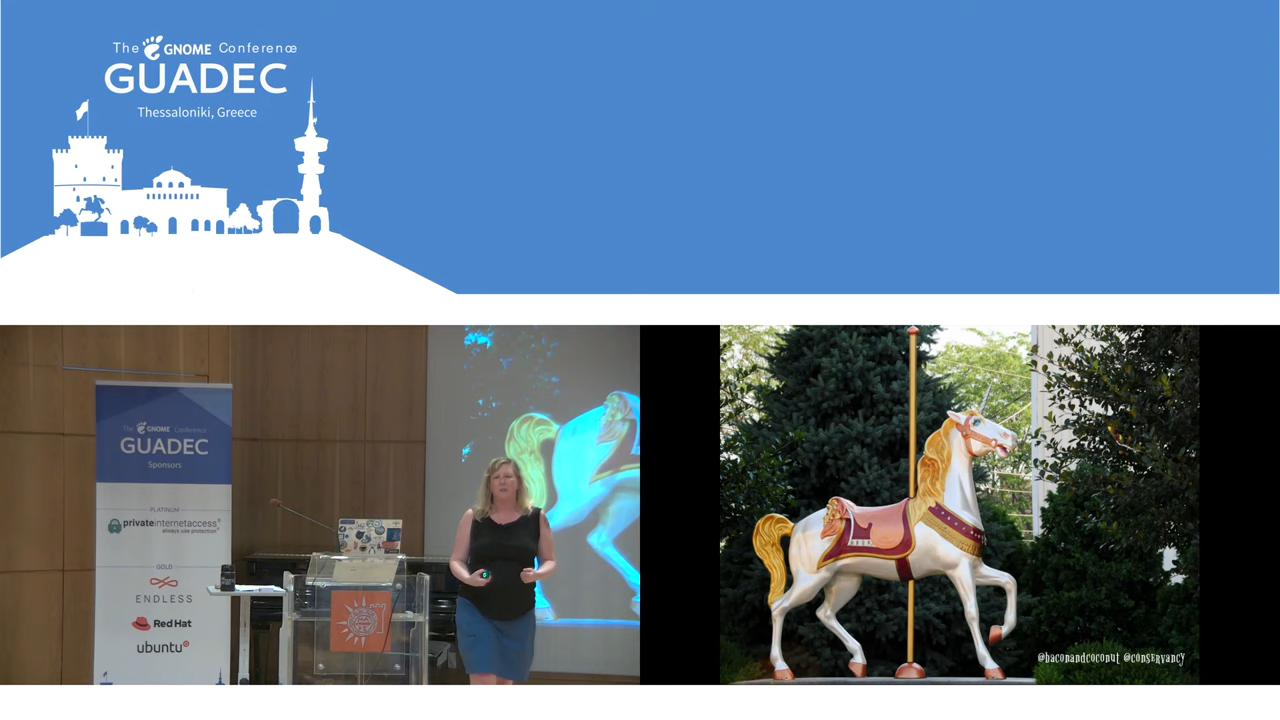 The GNOME Conference
GUADEC
Thessaloniki, Greece
The GNOME Conference
GUADEC
Sponsors
PLATINUM
privateinternetaccess®
always use protection®
GOLD
ENDLESS
Red Hat
ubuntu®
@baconandcoconut @conservancy